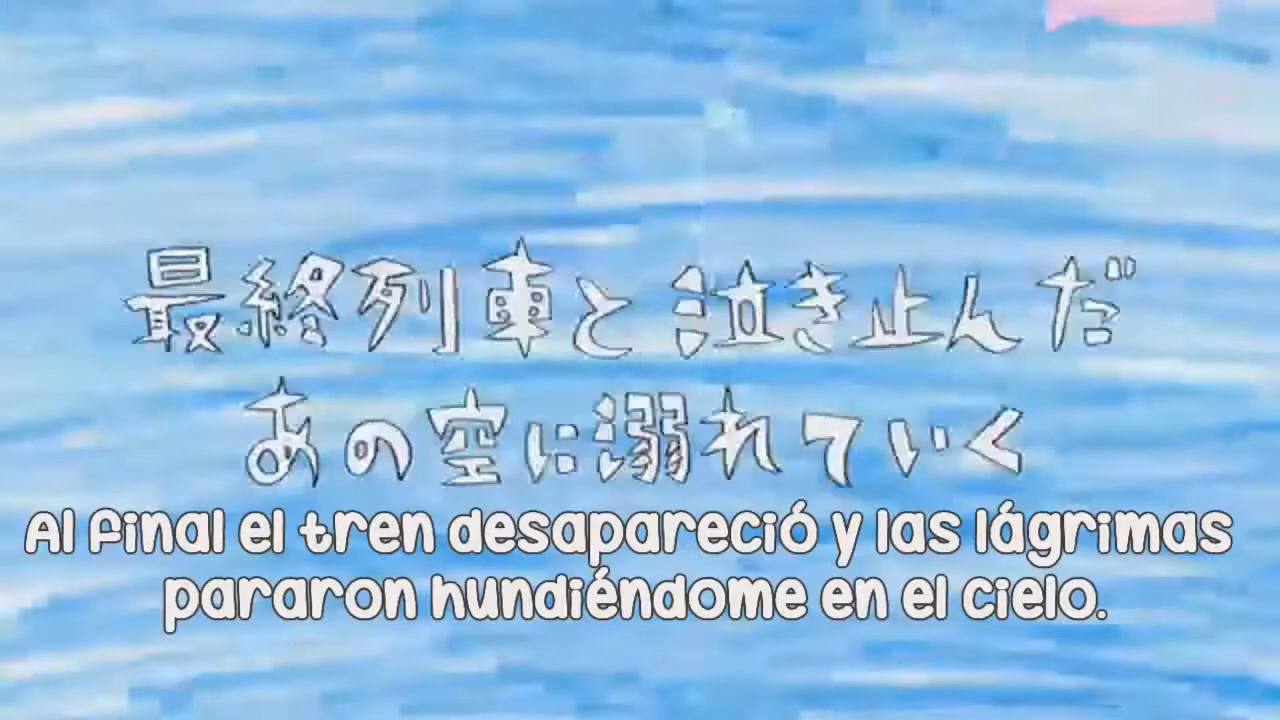 最終列車と泣き止んだ
あの空に溺れていく
Al final el tren desapareció y las lágrimas
pararon hundiéndome en el cielo.